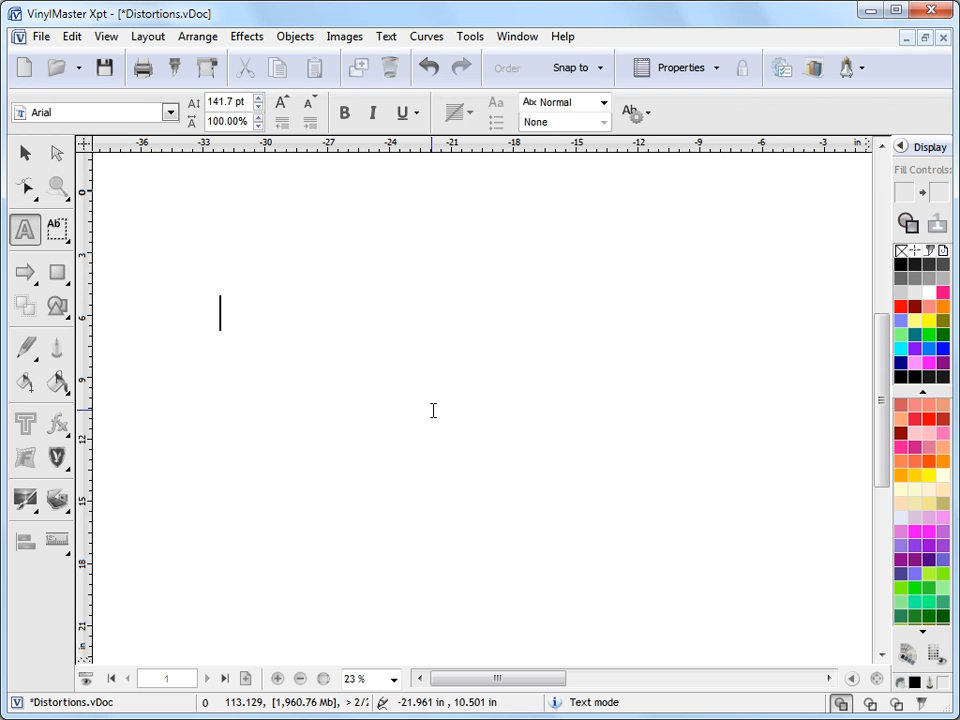 VinylMaster Xpt - [*Distortions.vDoc]
File Edit View Layout Arrange Effects Objects Images Text Curves Tools Window Help
Order Snap to Properties
Arial 141.7 pt 100.00% B I U Aa Abc Normal None Ab
-36 -33 -30 -27 -24 -21 -18 -15 -12 -9 -6 -3 in
Display
Fill Controls:
0
3
6
9
12
15
18
21
in
1 23 %
*Distortions.vDoc 0 113.129, [1,960.76 Mb], > 2/2 -21.961 in , 10.501 in Text mode